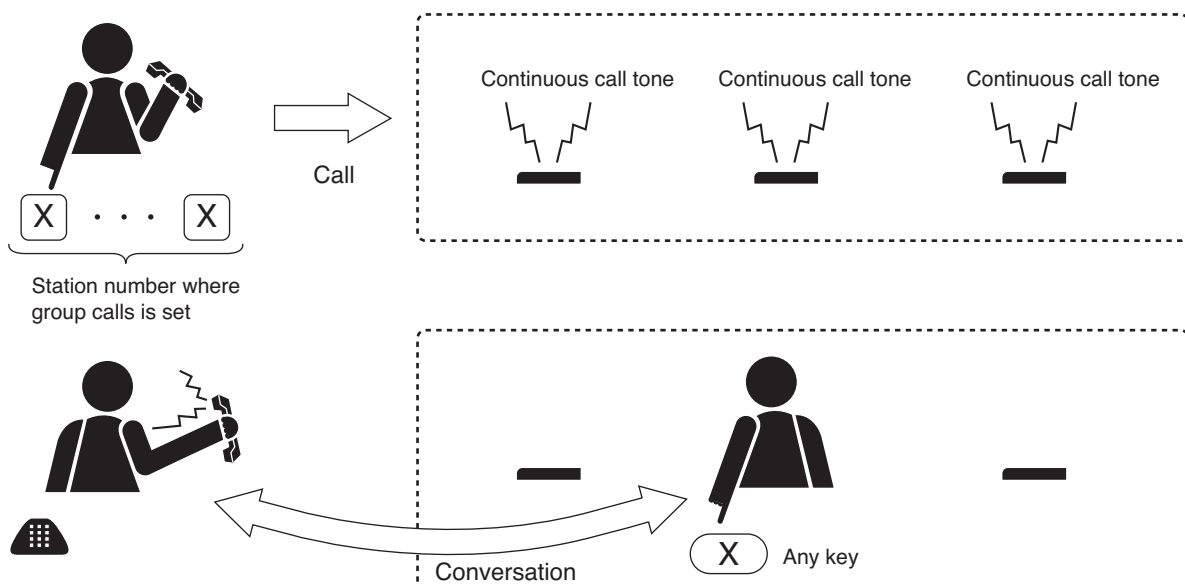 Continuous call tone Continuous call tone Continuous call tone
Call
X . . . X
Station number where
group calls is set
X Any key
Conversation